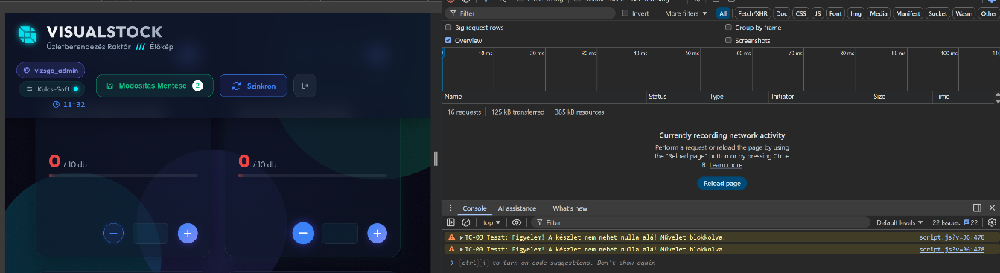 Preserve log Disable cache No throttling
VISUALSTOCK
Üzletberendezés Raktár /// Élőkép
vizsga_admin
Kulcs-Soft
11:32
Módosítás Mentése 2
Szinkron
0 / 10 db
0 / 10 db
Filter
Invert
More filters
All
Fetch/XHR
Doc
CSS
JS
Font
Img
Media
Manifest
Socket
Wasm
Other
Big request rows
Group by frame
Overview
Screenshots
10 ms
20 ms
30 ms
40 ms
50 ms
60 ms
70 ms
80 ms
90 ms
100 ms
110
Name
Status
Type
Initiator
Size
Time
16 requests
125 kB transferred
385 kB resources
Currently recording network activity
Perform a request or reload the page by using
the "Reload page" button or by pressing Ctrl +
R. Learn more
Reload page
Console
AI assistance
What's new
top
Filter
Default levels
22 Issues: 22
TC-03 Teszt: Figyelem! A készlet nem mehet nulla alá! Művelet blokkolva. script.js?v=36:478
TC-03 Teszt: Figyelem! A készlet nem mehet nulla alá! Művelet blokkolva. script.js?v=36:478
[ctrl][i] to turn on code suggestions. Don't show again